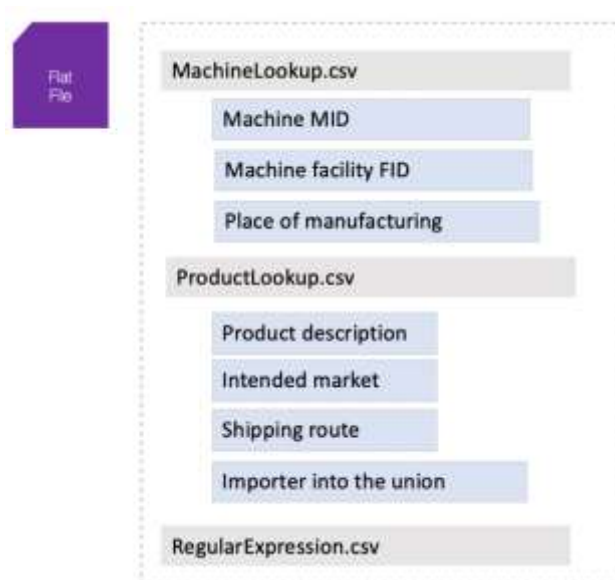 Flat
File
MachineLookup.csv
Machine MID
Machine facility FID
Place of manufacturing
ProductLookup.csv
Product description
Intended market
Shipping route
Importer into the union
RegularExpression.csv